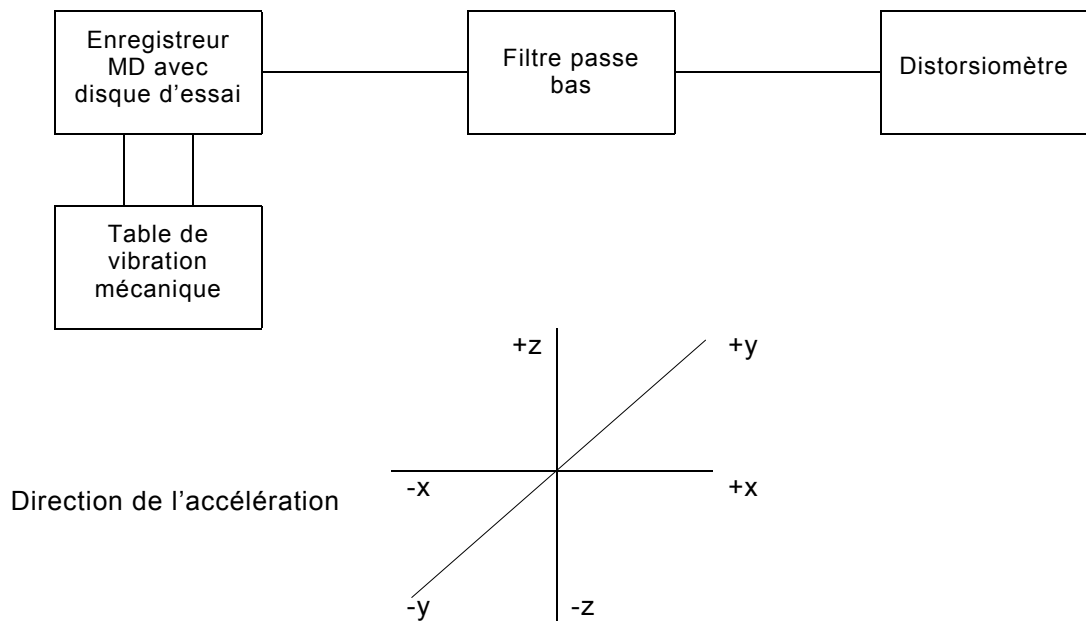 Enregistreur
MD avec
disque d'essai
Filtre passe
bas
Distorsiomètre
Table de
vibration
mécanique
+z
+y
-x
+x
Direction de l'accélération
-y
-z